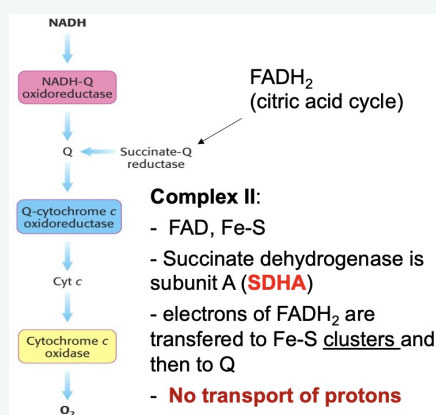 NADH
NADH-Q
oxidoreductase
FADH₂
(citric acid cycle)
Q
Succinate-Q
reductase
Q-cytochrome c
oxidoreductase
Cyt c
Cytochrome c
oxidase
O₂
Complex II:
- FAD, Fe-S
- Succinate dehydrogenase is
subunit A (SDHA)
- electrons of FADH₂ are
transfered to Fe-S clusters and
then to Q
- No transport of protons